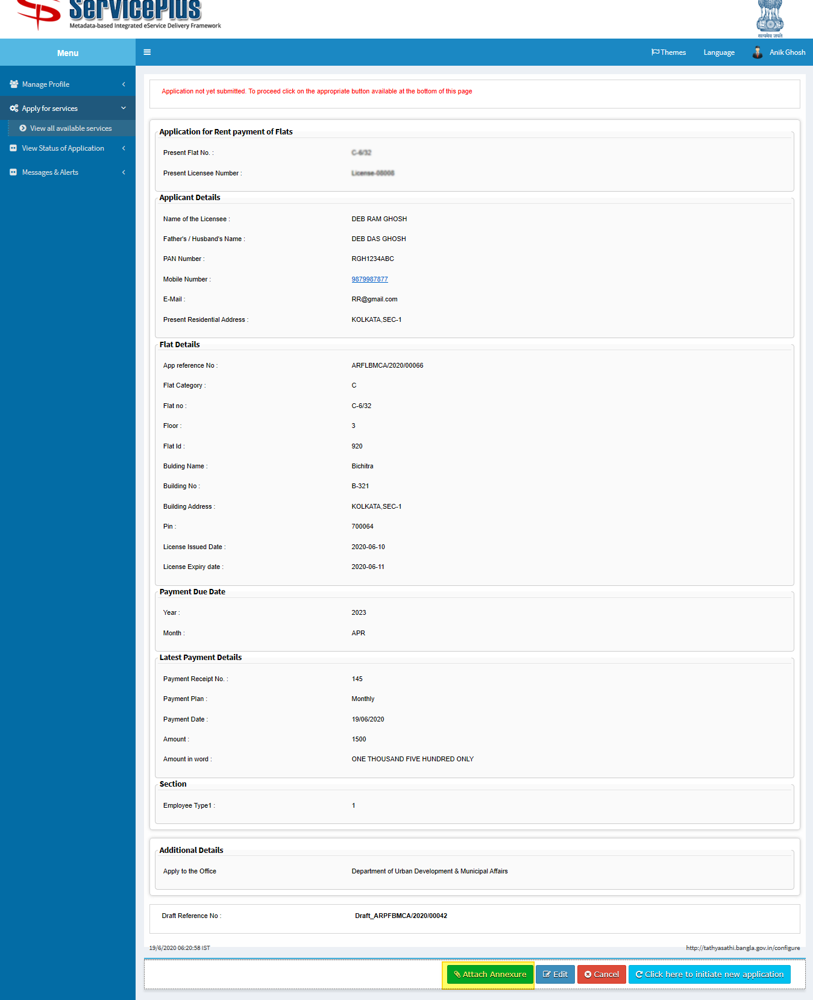 ServicePlus
Metadata-based Integrated eService Delivery Framework
सत्यमेव जयते
Menu
Themes
Language
Anik Ghosh
Manage Profile
Apply for services
View all available services
View Status of Application
Messages & Alerts
Application not yet submitted. To proceed click on the appropriate button available at the bottom of this page
Application for Rent payment of Flats
Present Flat No. : C-6/32
Present Licensee Number : License-08008
Applicant Details
Name of the Licensee : DEB RAM GHOSH
Father's / Husband's Name : DEB DAS GHOSH
PAN Number : RGH1234ABC
Mobile Number : 9879987877
E-Mail : RR@gmail.com
Present Residential Address : KOLKATA,SEC-1
Flat Details
App reference No : ARFLBMCA/2020/00066
Flat Category : C
Flat no : C-6/32
Floor : 3
Flat Id : 920
Bulding Name : Bichitra
Building No : B-321
Building Address : KOLKATA,SEC-1
Pin : 700064
License Issued Date : 2020-06-10
License Expiry date : 2020-06-11
Payment Due Date
Year : 2023
Month : APR
Latest Payment Details
Payment Receipt No. : 145
Payment Plan : Monthly
Payment Date : 19/06/2020
Amount : 1500
Amount in word : ONE THOUSAND FIVE HUNDRED ONLY
Section
Employee Type1 : 1
Additional Details
Apply to the Office Department of Urban Development & Municipal Affairs
Draft Reference No : Draft_ARPFBMCA/2020/00042
19/6/2020 06:20:58 IST http://tathyasathi.bangla.gov.in/configure
Attach Annexure Edit Cancel Click here to initiate new application